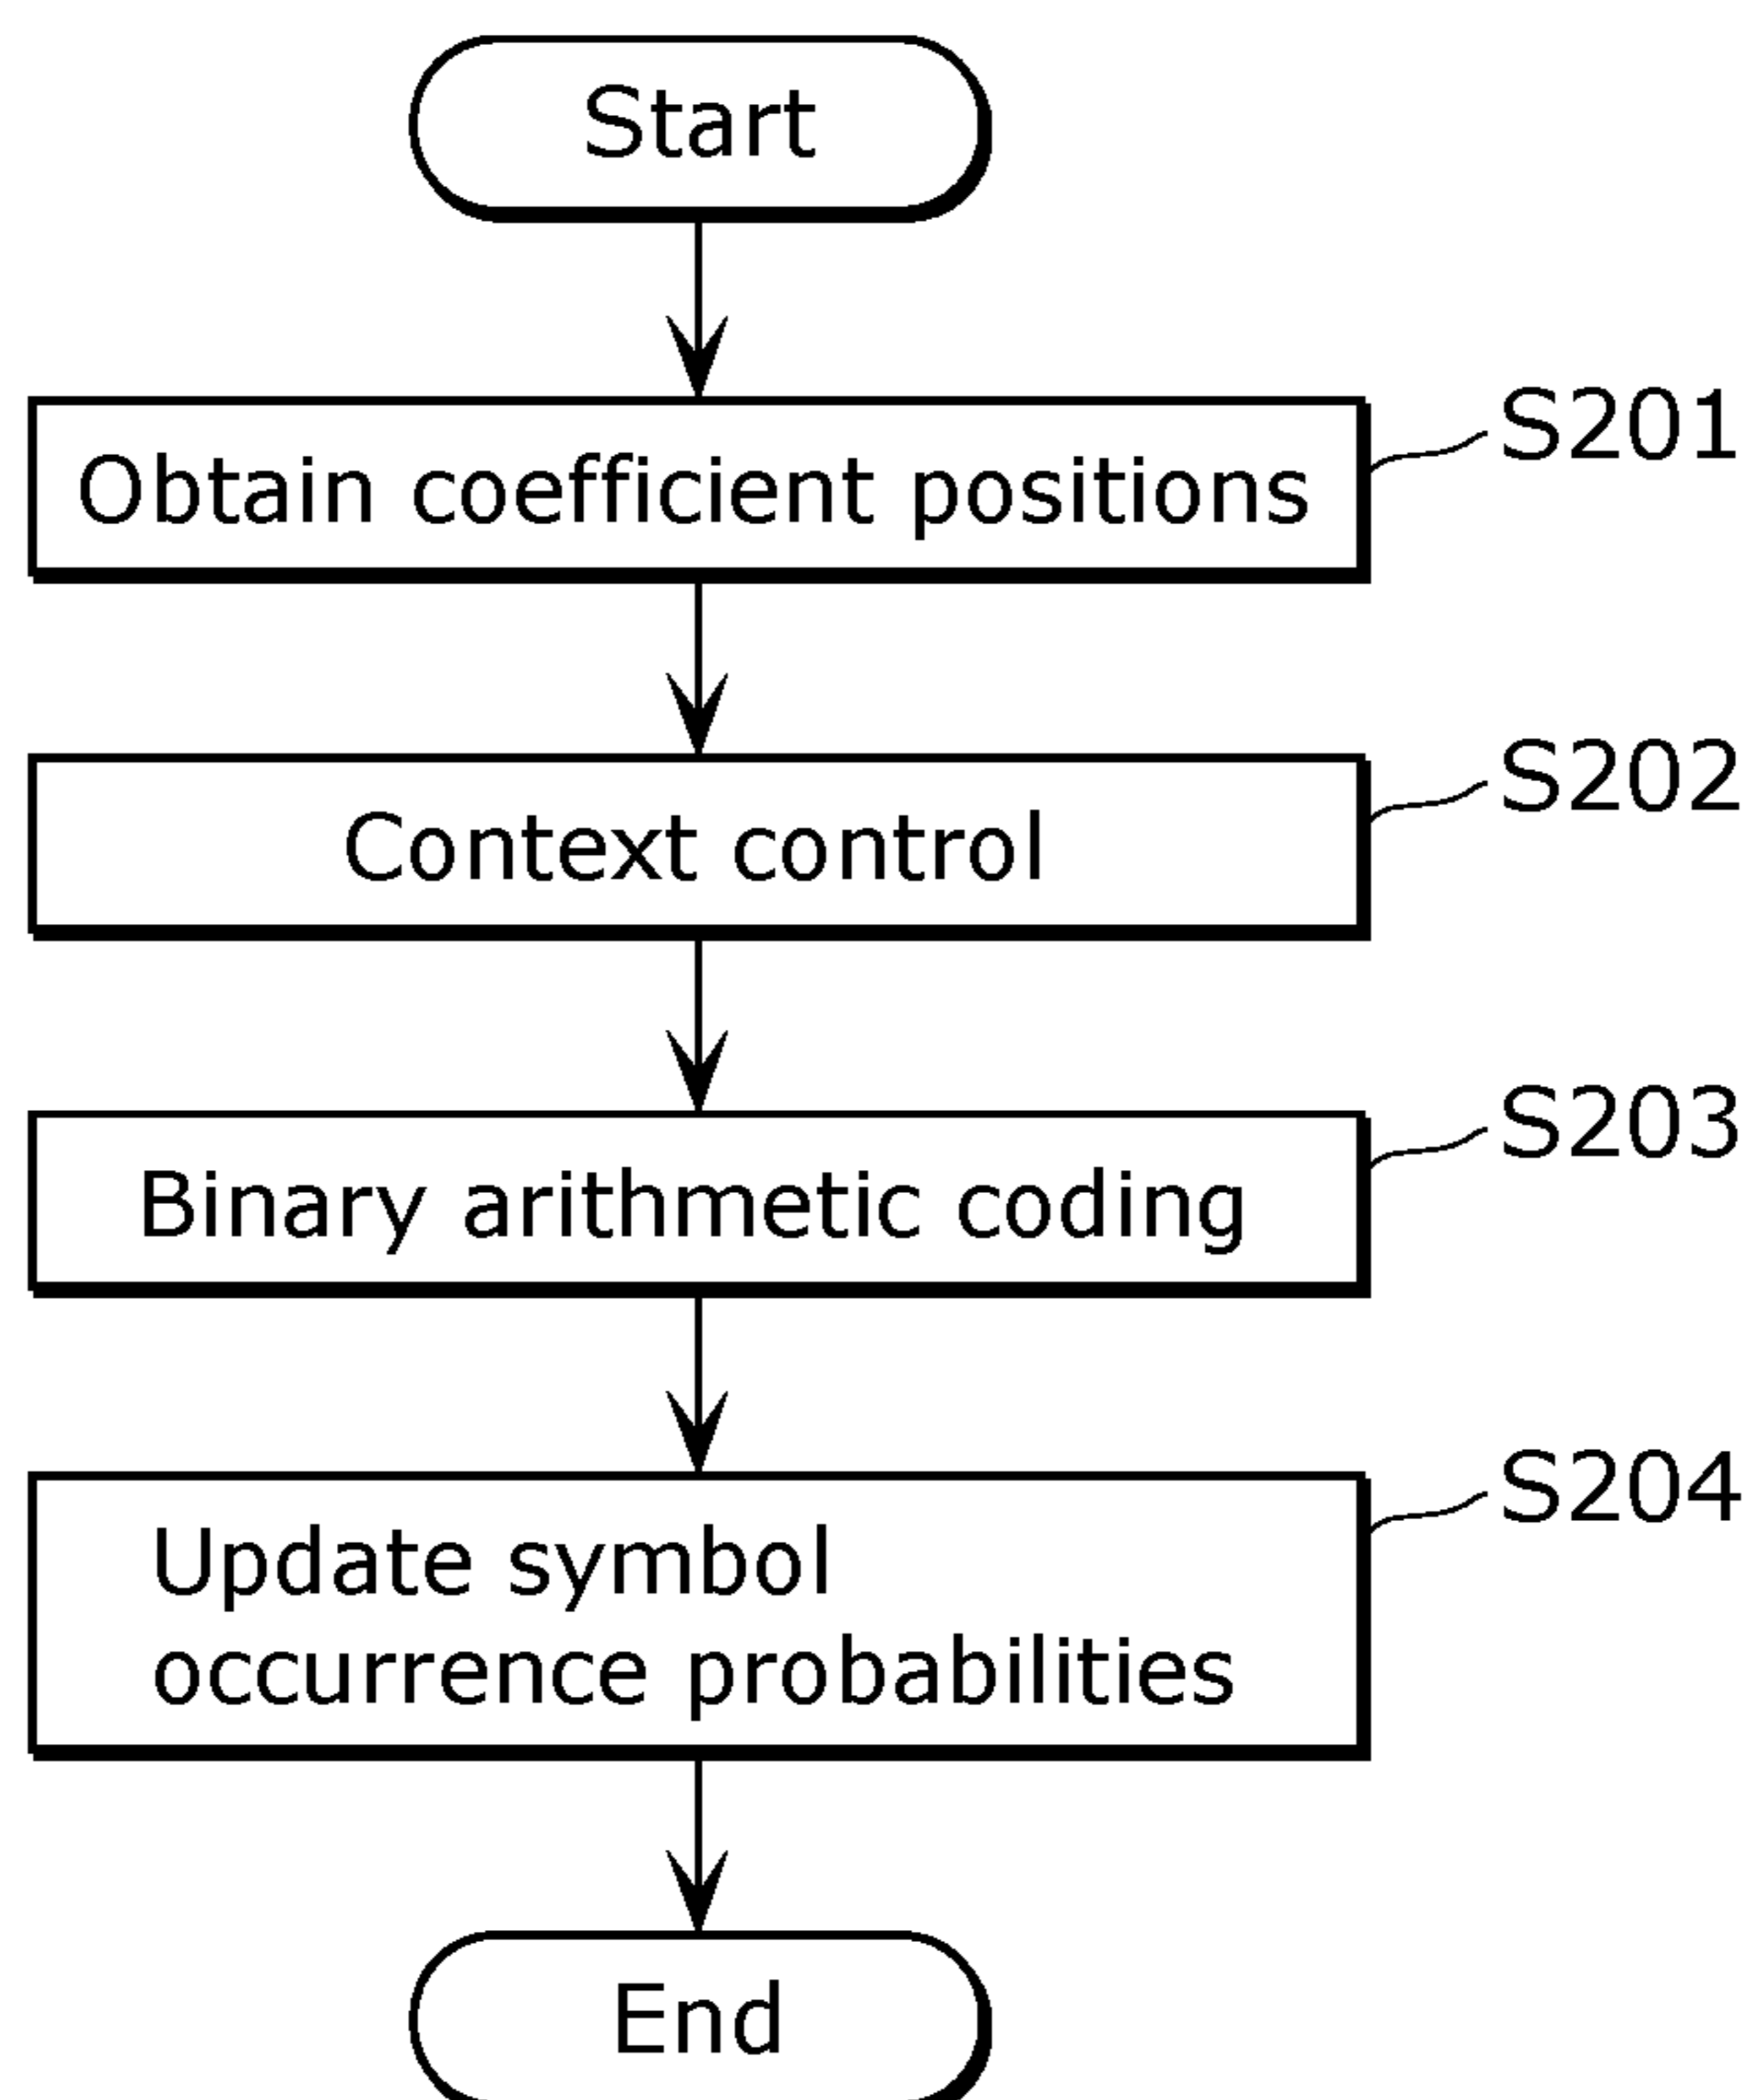 Start
Obtain coefficient positions
S201
Context control
S202
Binary arithmetic coding
S203
Update symbol
occurrence probabilities
S204
End